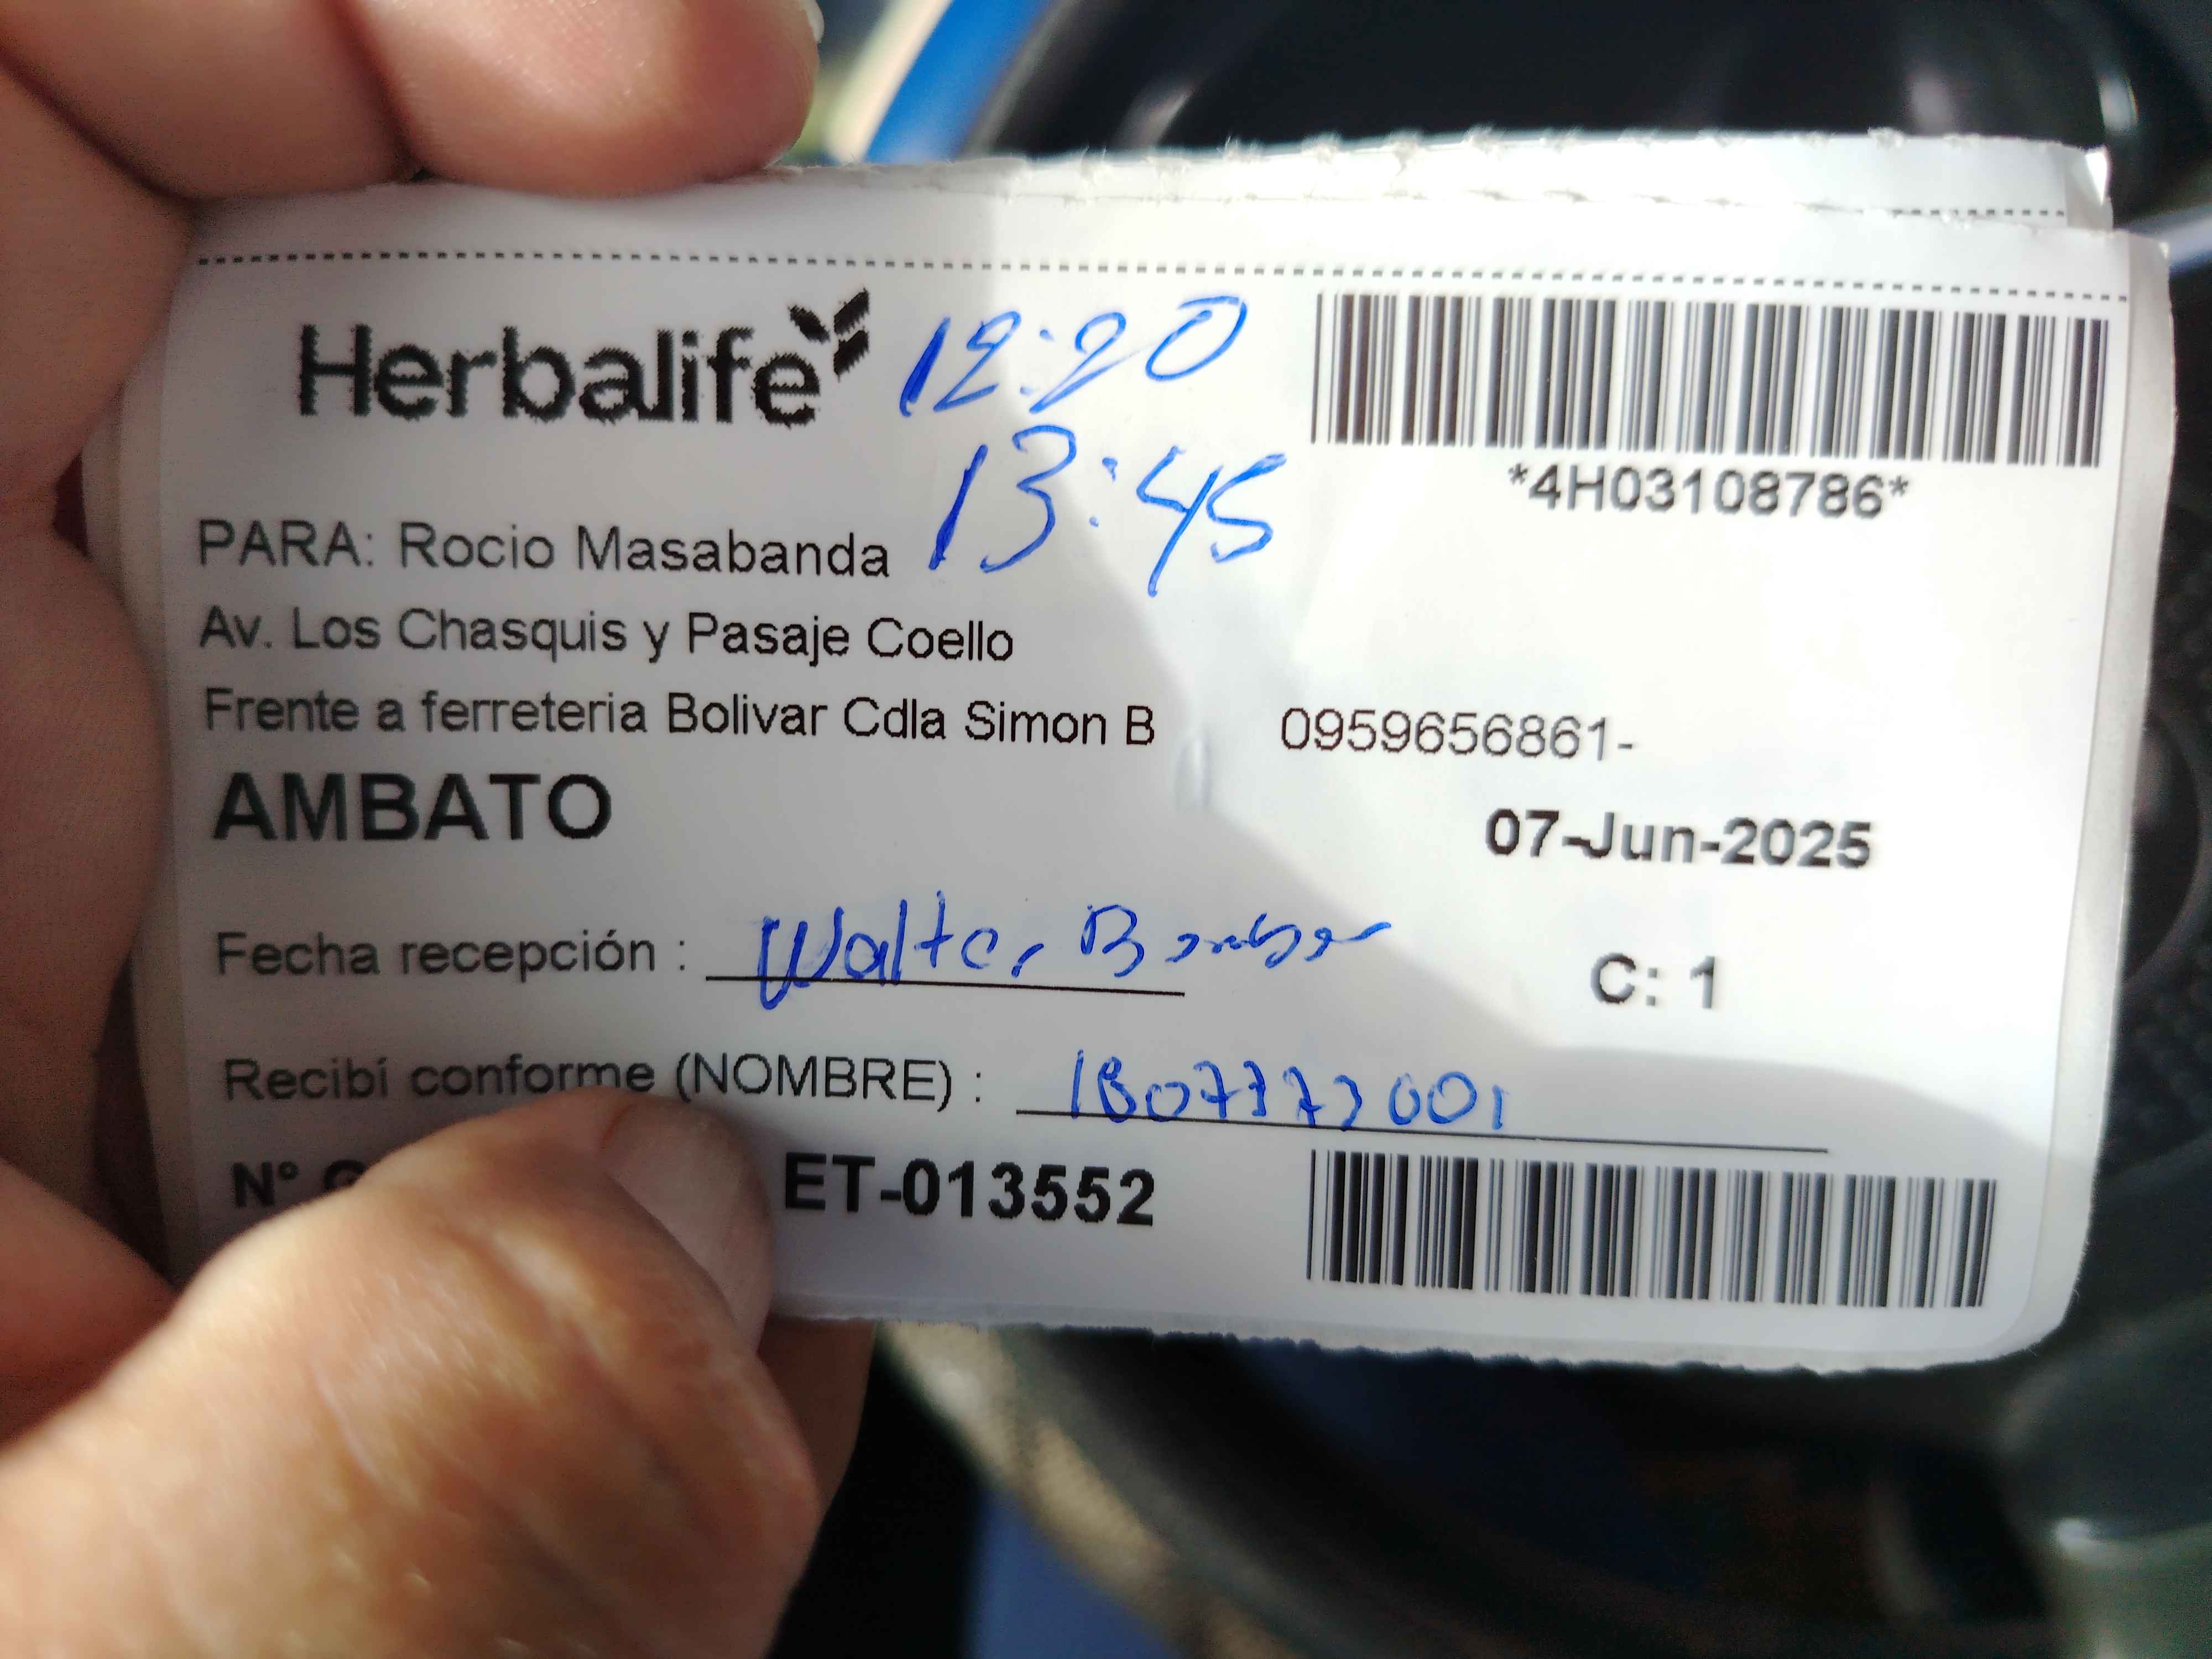 Herbalife 12:20
13:45
*4H03108786*
PARA: Rocio Masabanda
Av. Los Chasquis y Pasaje Coello
Frente a ferreteria Bolivar Cdla Simon B 0959656861-
AMBATO
07-Jun-2025
Fecha recepción : Walter
C: 1
Recibí conforme (NOMBRE) :
N° ET-013552